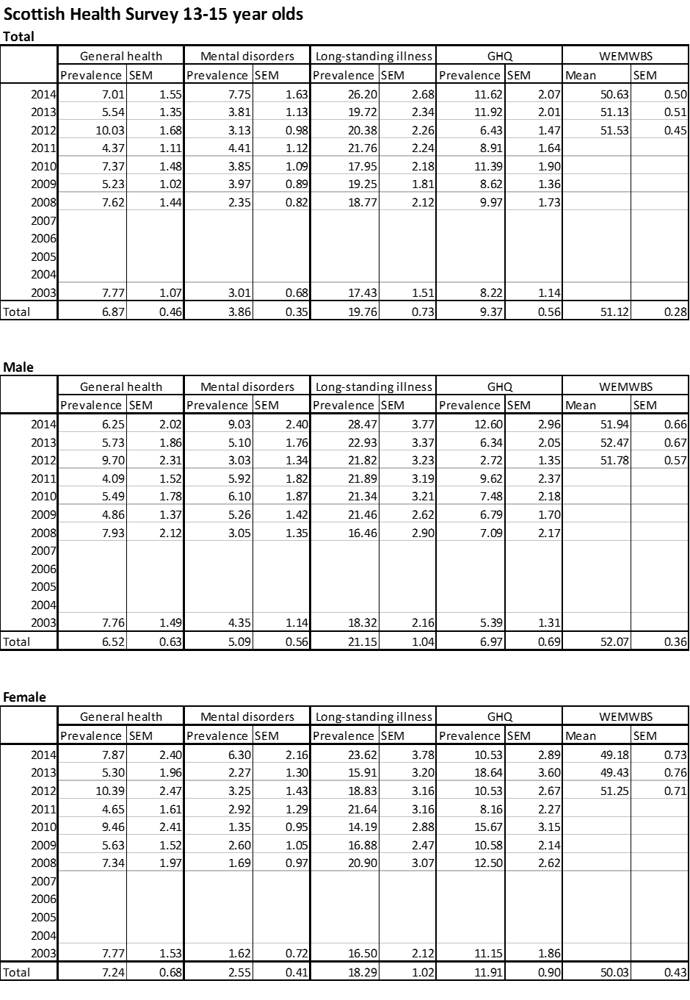 Scottish Health Survey 13-15 year olds
Total
General health Mental disorders Long-standing illness GHQ WEMWBS
Prevalence SEM Prevalence SEM Prevalence SEM Prevalence SEM Mean SEM
2014 7.01 1.55 7.75 1.63 26.20 2.68 11.62 2.07 50.63 0.50
2013 5.54 1.35 3.81 1.13 19.72 2.34 11.92 2.01 51.13 0.51
2012 10.03 1.68 3.13 0.98 20.38 2.26 6.43 1.47 51.53 0.45
2011 4.37 1.11 4.41 1.12 21.76 2.24 8.91 1.64
2010 7.37 1.48 3.85 1.09 17.95 2.18 11.39 1.90
2009 5.23 1.02 3.97 0.89 19.25 1.81 8.62 1.36
2008 7.62 1.44 2.35 0.82 18.77 2.12 9.97 1.73
2007
2006
2005
2004
2003 7.77 1.07 3.01 0.68 17.43 1.51 8.22 1.14
Total 6.87 0.46 3.86 0.35 19.76 0.73 9.37 0.56 51.12 0.28
Male
General health Mental disorders Long-standing illness GHQ WEMWBS
Prevalence SEM Prevalence SEM Prevalence SEM Prevalence SEM Mean SEM
2014 6.25 2.02 9.03 2.40 28.47 3.77 12.60 2.96 51.94 0.66
2013 5.73 1.86 5.10 1.76 22.93 3.37 6.34 2.05 52.47 0.67
2012 9.70 2.31 3.03 1.34 21.82 3.23 2.72 1.35 51.78 0.57
2011 4.09 1.52 5.92 1.82 21.89 3.19 9.62 2.37
2010 5.49 1.78 6.10 1.87 21.34 3.21 7.48 2.18
2009 4.86 1.37 5.26 1.42 21.46 2.62 6.79 1.70
2008 7.93 2.12 3.05 1.35 16.46 2.90 7.09 2.17
2007
2006
2005
2004
2003 7.76 1.49 4.35 1.14 18.32 2.16 5.39 1.31
Total 6.52 0.63 5.09 0.56 21.15 1.04 6.97 0.69 52.07 0.36
Female
General health Mental disorders Long-standing illness GHQ WEMWBS
Prevalence SEM Prevalence SEM Prevalence SEM Prevalence SEM Mean SEM
2014 7.87 2.40 6.30 2.16 23.62 3.78 10.53 2.89 49.18 0.73
2013 5.30 1.96 2.27 1.30 15.91 3.20 18.64 3.60 49.43 0.76
2012 10.39 2.47 3.25 1.43 18.83 3.16 10.53 2.67 51.25 0.71
2011 4.65 1.61 2.92 1.29 21.64 3.16 8.16 2.27
2010 9.46 2.41 1.35 0.95 14.19 2.88 15.67 3.15
2009 5.63 1.52 2.60 1.05 16.88 2.47 10.58 2.14
2008 7.34 1.97 1.69 0.97 20.90 3.07 12.50 2.62
2007
2006
2005
2004
2003 7.77 1.53 1.62 0.72 16.50 2.12 11.15 1.86
Total 7.24 0.68 2.55 0.41 18.29 1.02 11.91 0.90 50.03 0.43